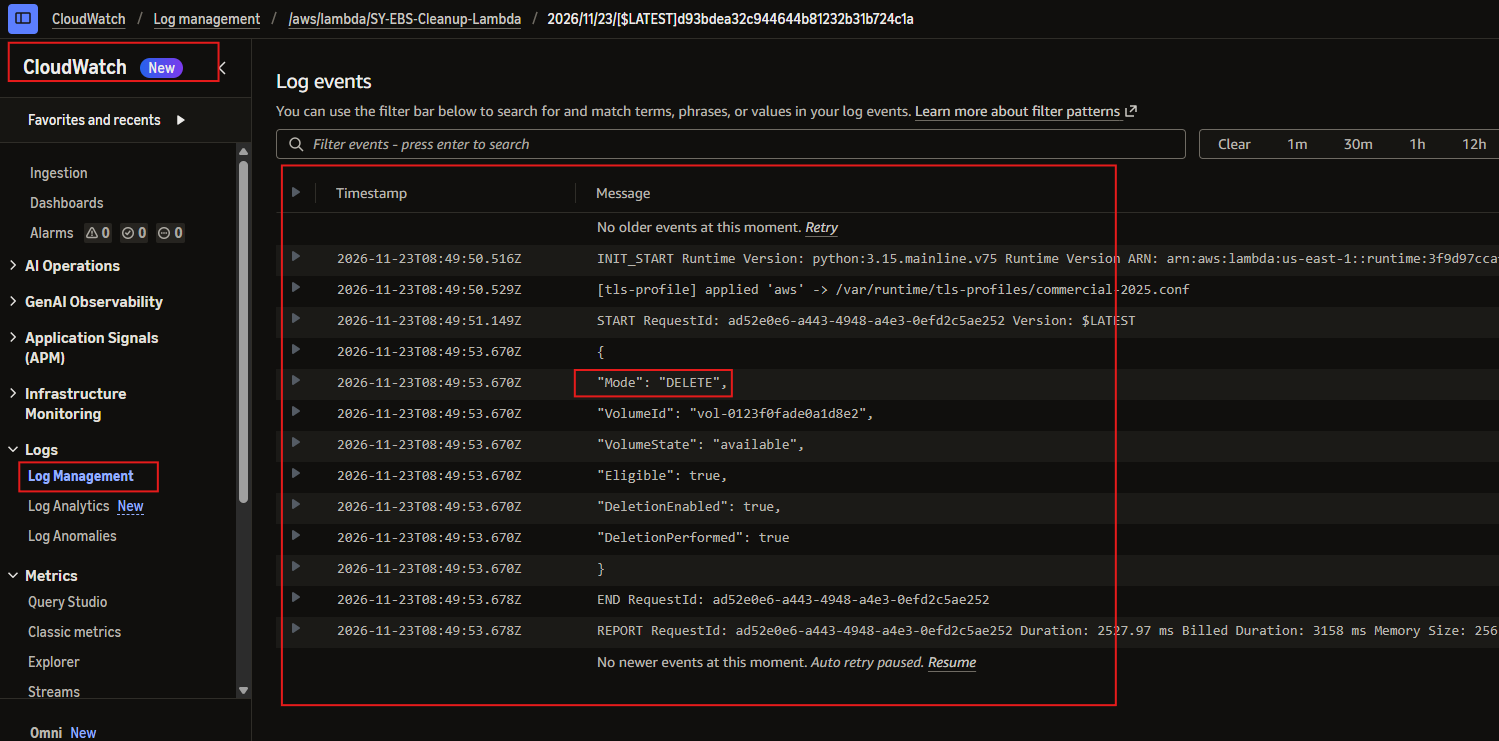 CloudWatch / Log management / /aws/lambda/SY-EBS-Cleanup-Lambda / 2026/11/23/[$LATEST]d93bdea32c944644b81232b31b724c1a
CloudWatch New
Favorites and recents
Ingestion
Dashboards
Alarms 0 0 0
AI Operations
GenAI Observability
Application Signals
(APM)
Infrastructure
Monitoring
Logs
Log Management
Log Analytics New
Log Anomalies
Metrics
Query Studio
Classic metrics
Explorer
Streams
Omni New
Log events
You can use the filter bar below to search for and match terms, phrases, or values in your log events. Learn more about filter patterns
Filter events - press enter to search
Clear 1m 30m 1h 12h
Timestamp Message
No older events at this moment. Retry
2026-11-23T08:49:50.516Z INIT_START Runtime Version: python:3.15.mainline.v75 Runtime Version ARN: arn:aws:lambda:us-east-1::runtime:3f9d97cca
2026-11-23T08:49:50.529Z [tls-profile] applied 'aws' -> /var/runtime/tls-profiles/commercial-2025.conf
2026-11-23T08:49:51.149Z START RequestId: ad52e0e6-a443-4948-a4e3-0efd2c5ae252 Version: $LATEST
2026-11-23T08:49:53.670Z {
2026-11-23T08:49:53.670Z "Mode": "DELETE",
2026-11-23T08:49:53.670Z "VolumeId": "vol-0123f0fade0a1d8e2",
2026-11-23T08:49:53.670Z "VolumeState": "available",
2026-11-23T08:49:53.670Z "Eligible": true,
2026-11-23T08:49:53.670Z "DeletionEnabled": true,
2026-11-23T08:49:53.670Z "DeletionPerformed": true
2026-11-23T08:49:53.670Z }
2026-11-23T08:49:53.678Z END RequestId: ad52e0e6-a443-4948-a4e3-0efd2c5ae252
2026-11-23T08:49:53.678Z REPORT RequestId: ad52e0e6-a443-4948-a4e3-0efd2c5ae252 Duration: 2527.97 ms Billed Duration: 3158 ms Memory Size: 256
No newer events at this moment. Auto retry paused. Resume